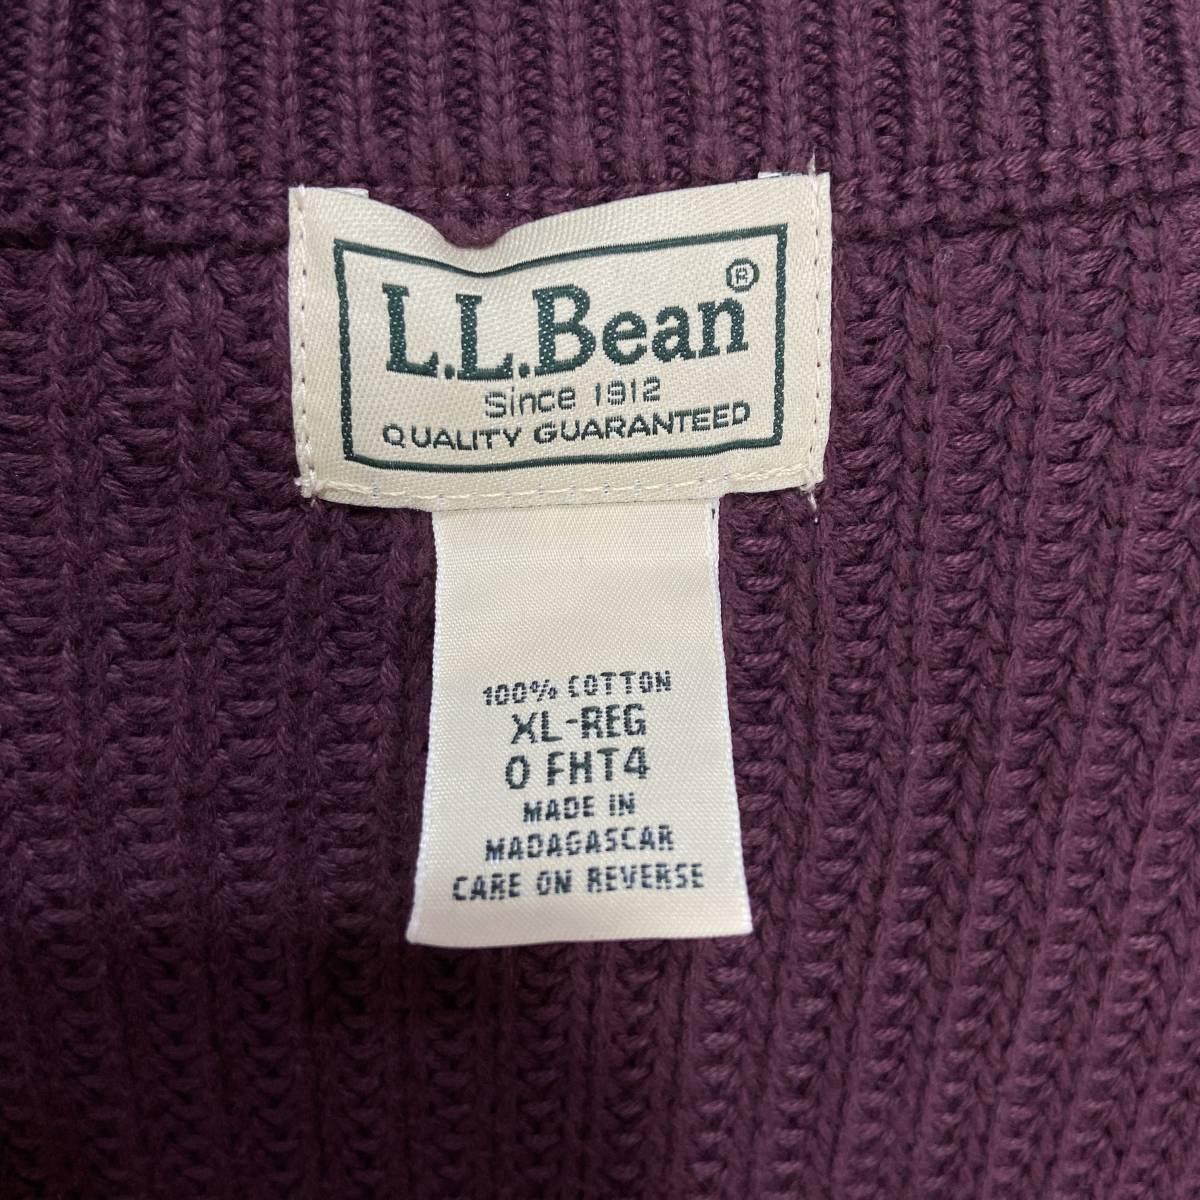 L.L.Bean®
Since 1912
QUALITY GUARANTEED
100% COTTON
XL-REG
0 FHT4
MADE IN
MADAGASCAR
CARE ON REVERSE